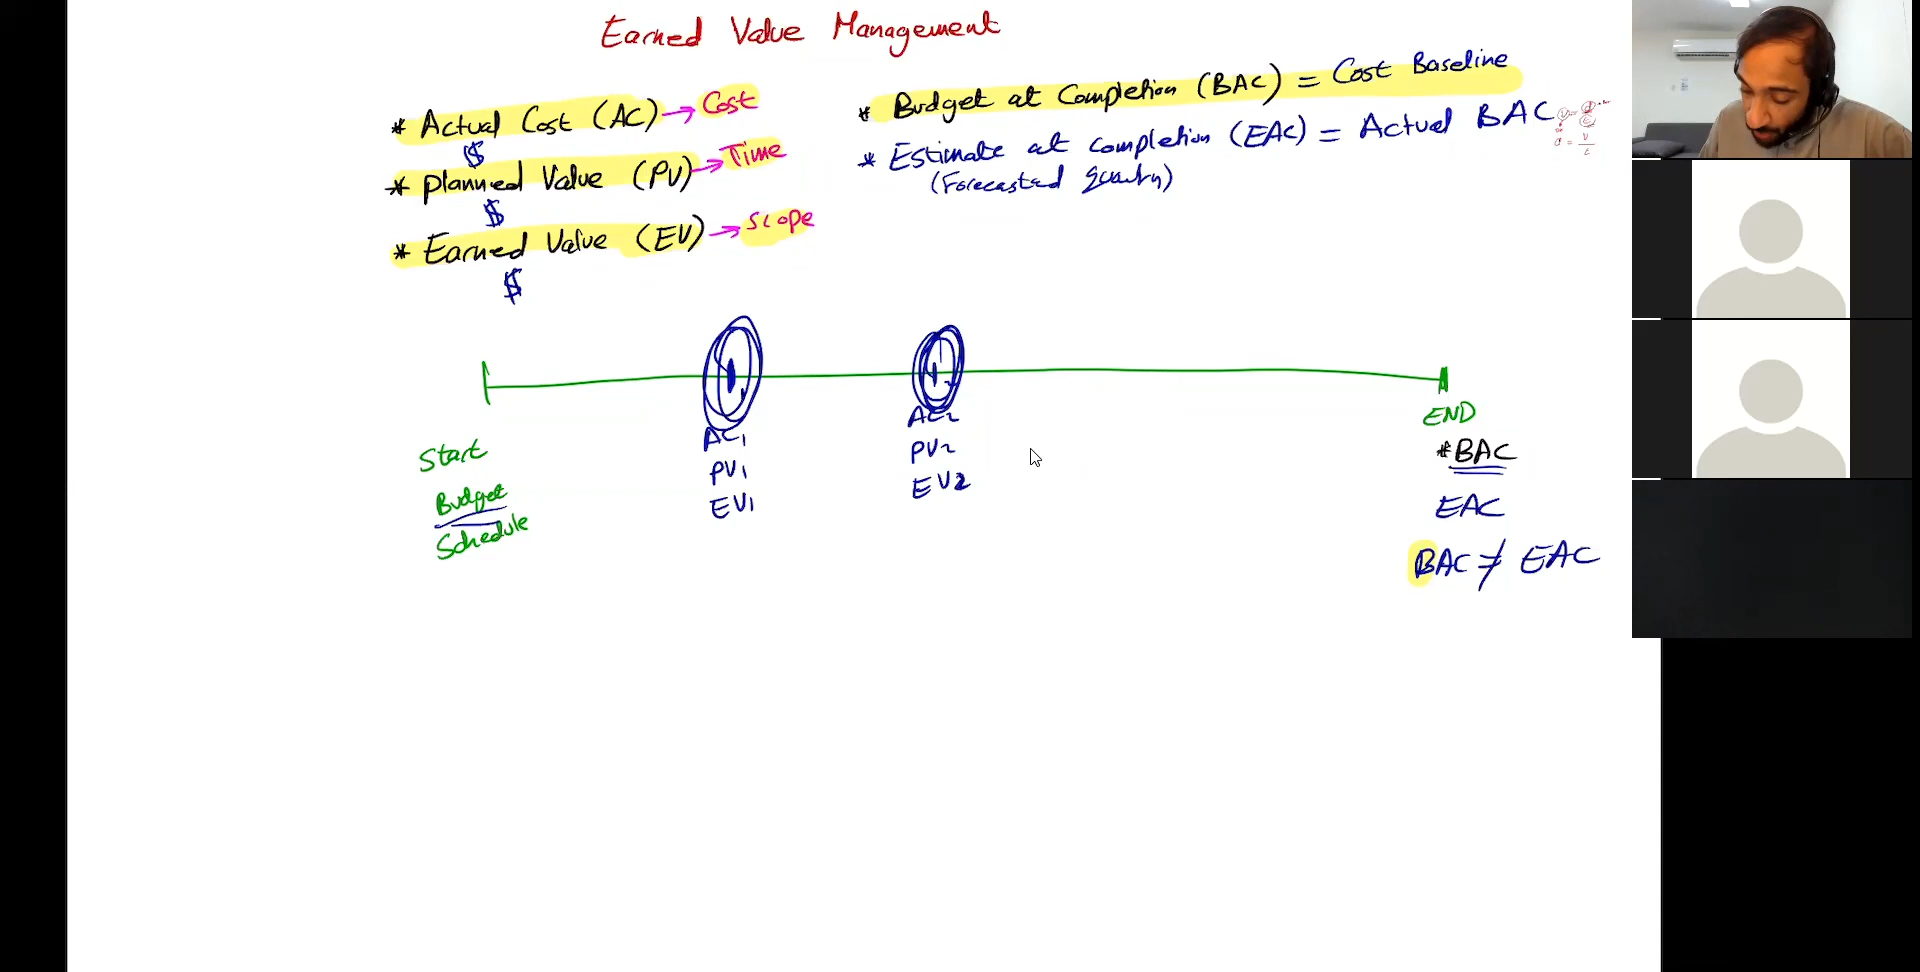 Earned Value Management
* Actual Cost (AC) → Cost
$
* Planned Value (PV) → Time
$
* Earned Value (EV) → Scope
$
* Budget at Completion (BAC) = Cost Baseline
* Estimate at completion (EAC) = Actual BAC
(Forecasted
Start
Budget
Schedule
AC1
PV1
EV1
AC2
PV2
EV2
END
*BAC
EAC
BAC ≠ EAC